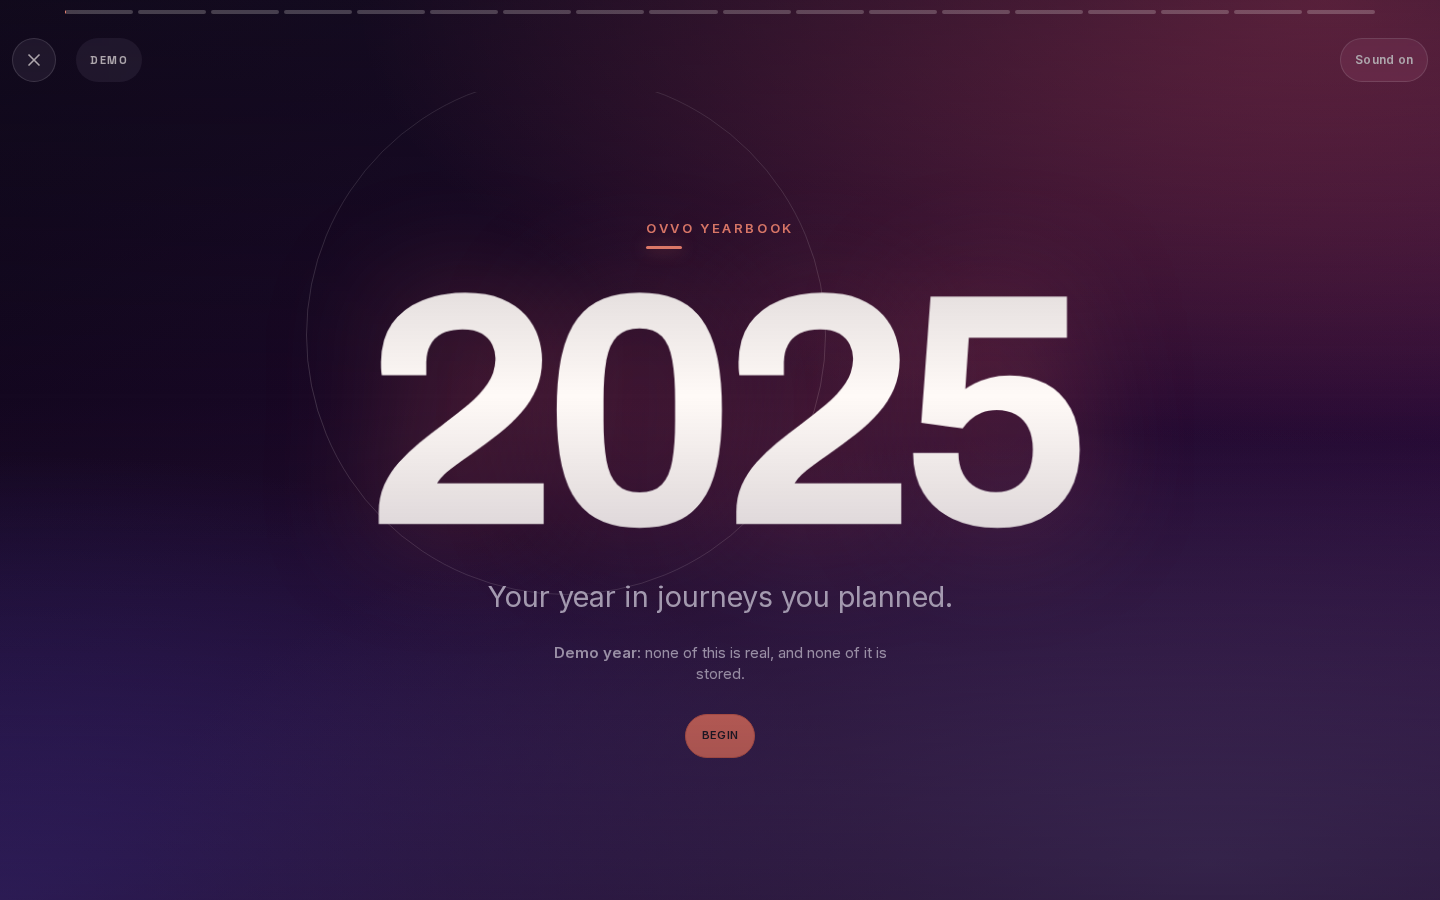 DEMO
Sound on
OVVO YEARBOOK
2025
Your year in journeys you planned.
Demo year: none of this is real, and none of it is
stored.
BEGIN